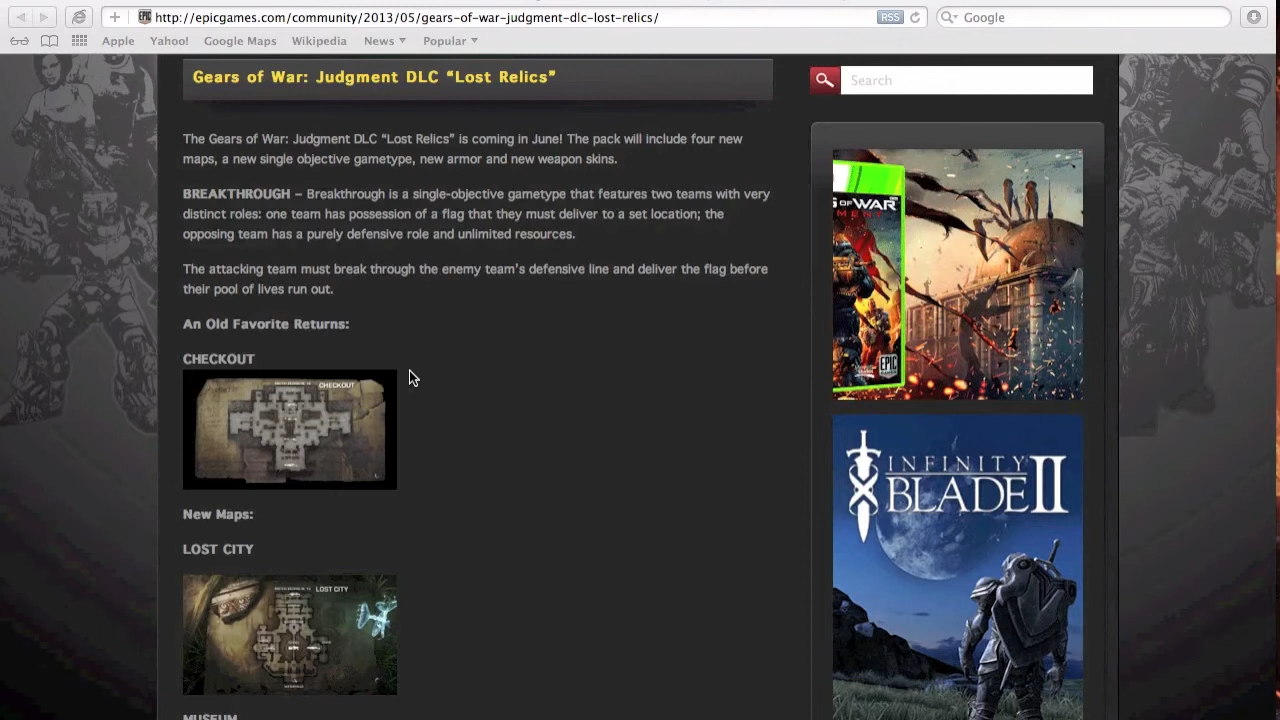 http://epicgames.com/community/2013/05/gears-of-war-judgment-dlc-lost-relics/
RSS
Google
Apple
Yahoo!
Google Maps
Wikipedia
News
Popular
Gears of War: Judgment DLC “Lost Relics”
Search
The Gears of War: Judgment DLC “Lost Relics” is coming in June! The pack will include four new
maps, a new single objective gametype, new armor and new weapon skins.
BREAKTHROUGH – Breakthrough is a single-objective gametype that features two teams with very
distinct roles: one team has possession of a flag that they must deliver to a set location; the
opposing team has a purely defensive role and unlimited resources.
The attacking team must break through the enemy team's defensive line and deliver the flag before
their pool of lives run out.
An Old Favorite Returns:
CHECKOUT
CHECKOUT
New Maps:
LOST CITY
LOST CITY
MUSEUM
OF WAR
MENT
EPIC
INFINITY
BLADE II